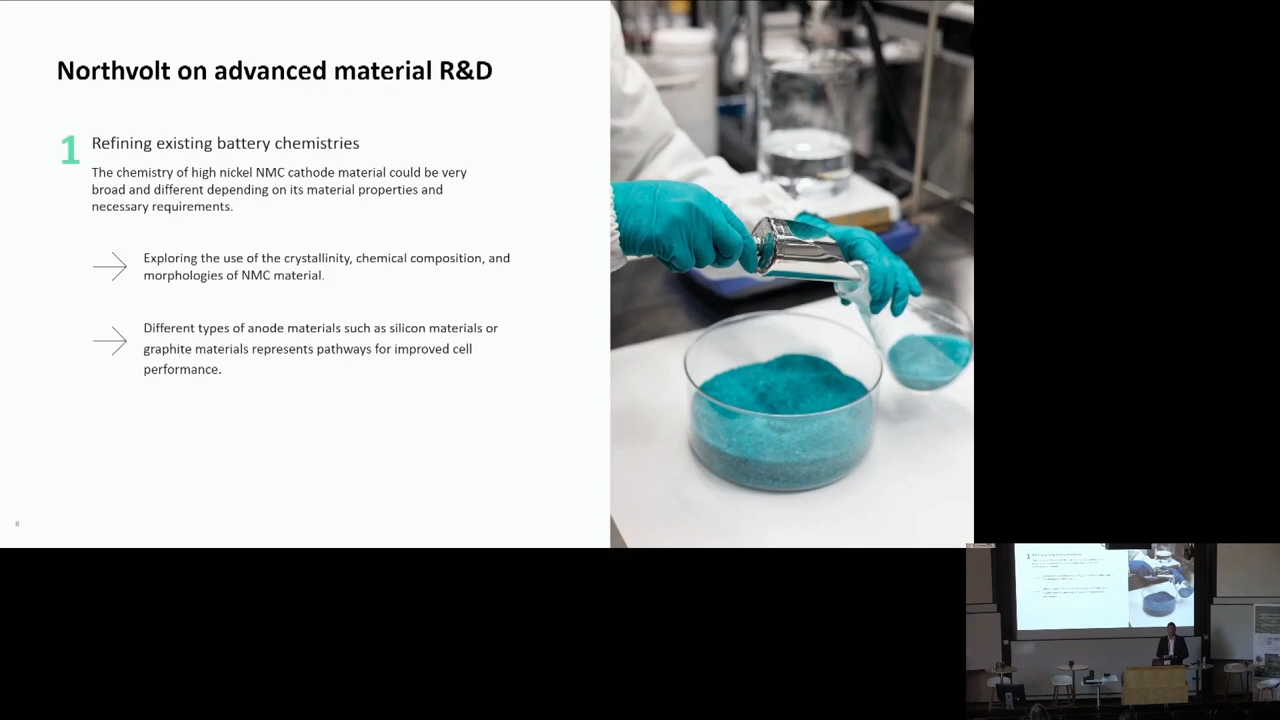 Northvolt on advanced material R&D
1
Refining existing battery chemistries
The chemistry of high nickel NMC cathode material could be very
broad and different depending on its material properties and
necessary requirements.
Exploring the use of the crystallinity, chemical composition, and
morphologies of NMC material.
Different types of anode materials such as silicon materials or
graphite materials represents pathways for improved cell
performance.
8